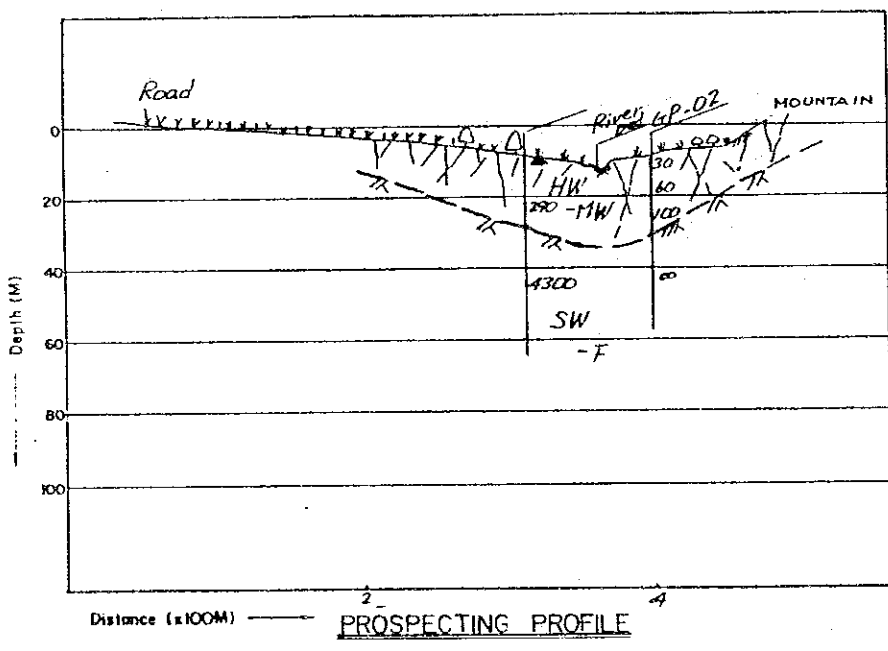 Road
River
GP-02
MOUNTAIN
0
30
HW
60
20
290
-MW
100
40
4300
∞
SW
60
-F
Depth (M)
80
100
2
4
Distance (x100M)
PROSPECTING PROFILE